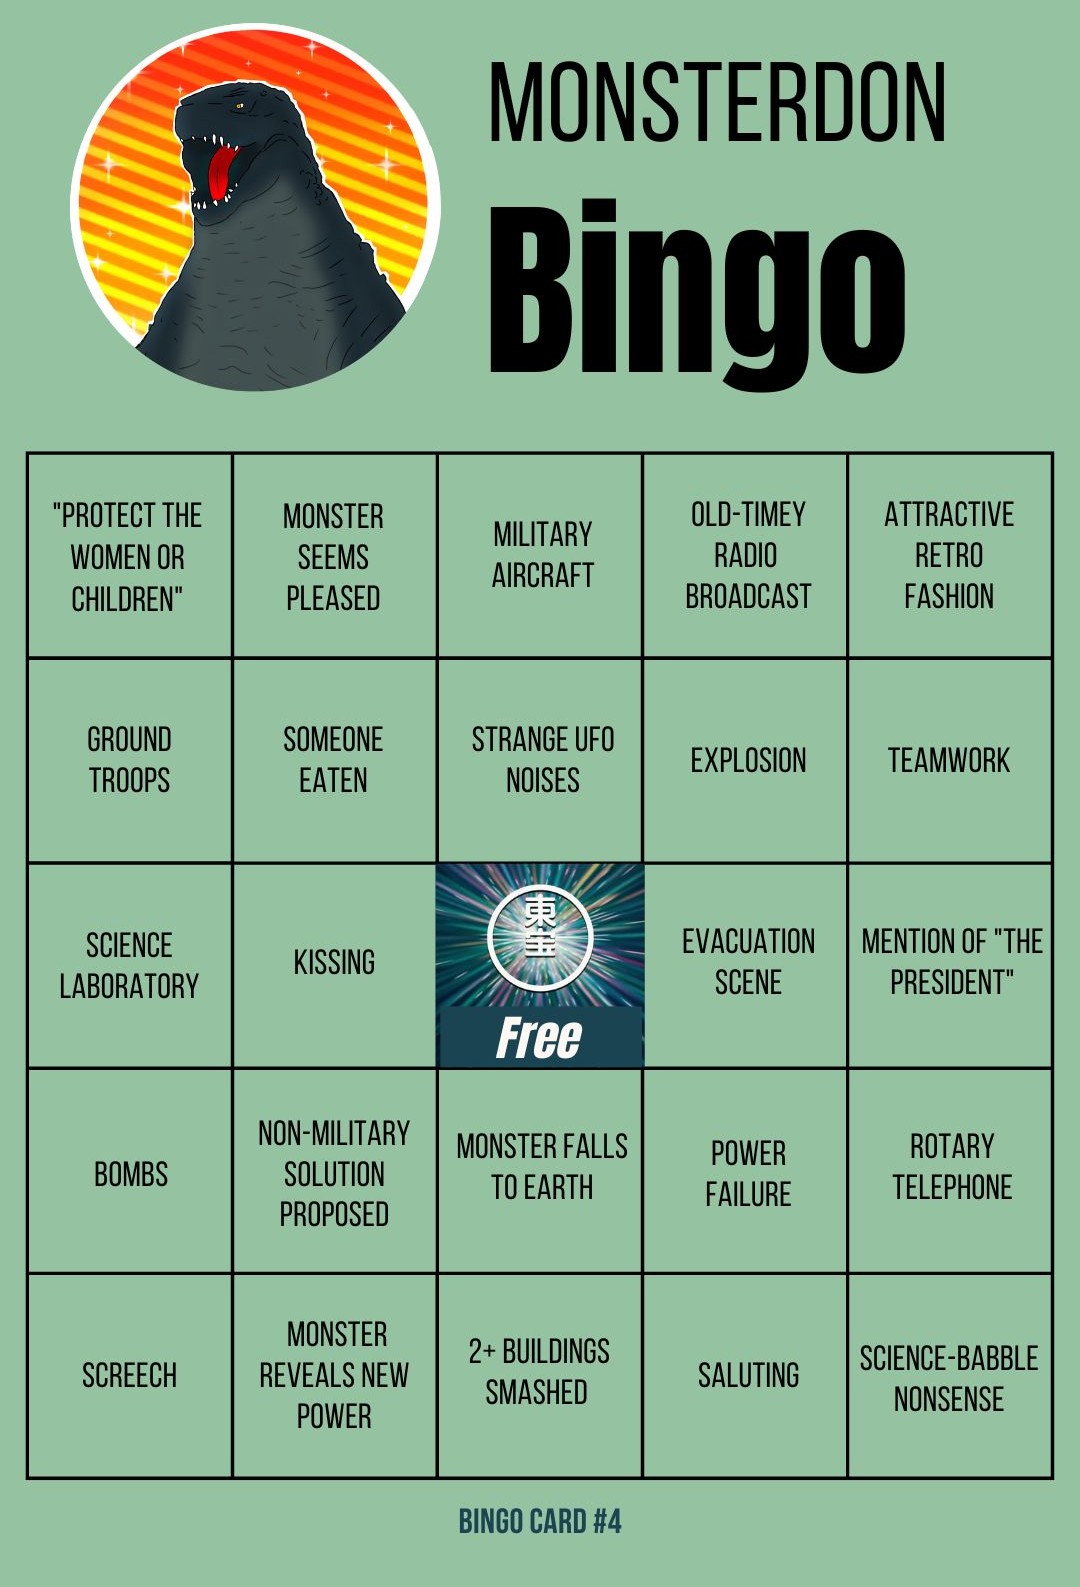 MONSTERDON
Bingo
"PROTECT THE
WOMEN OR
CHILDREN"
MONSTER
SEEMS
PLEASED
MILITARY
AIRCRAFT
OLD-TIMEY
RADIO
BROADCAST
ATTRACTIVE
RETRO
FASHION
GROUND
TROOPS
SOMEONE
EATEN
STRANGE UFO
NOISES
EXPLOSION
TEAMWORK
SCIENCE
LABORATORY
KISSING
東
宝
Free
EVACUATION
SCENE
MENTION OF "THE
PRESIDENT"
BOMBS
NON-MILITARY
SOLUTION
PROPOSED
MONSTER FALLS
TO EARTH
POWER
FAILURE
ROTARY
TELEPHONE
SCREECH
MONSTER
REVEALS NEW
POWER
2+ BUILDINGS
SMASHED
SALUTING
SCIENCE-BABBLE
NONSENSE
BINGO CARD #4